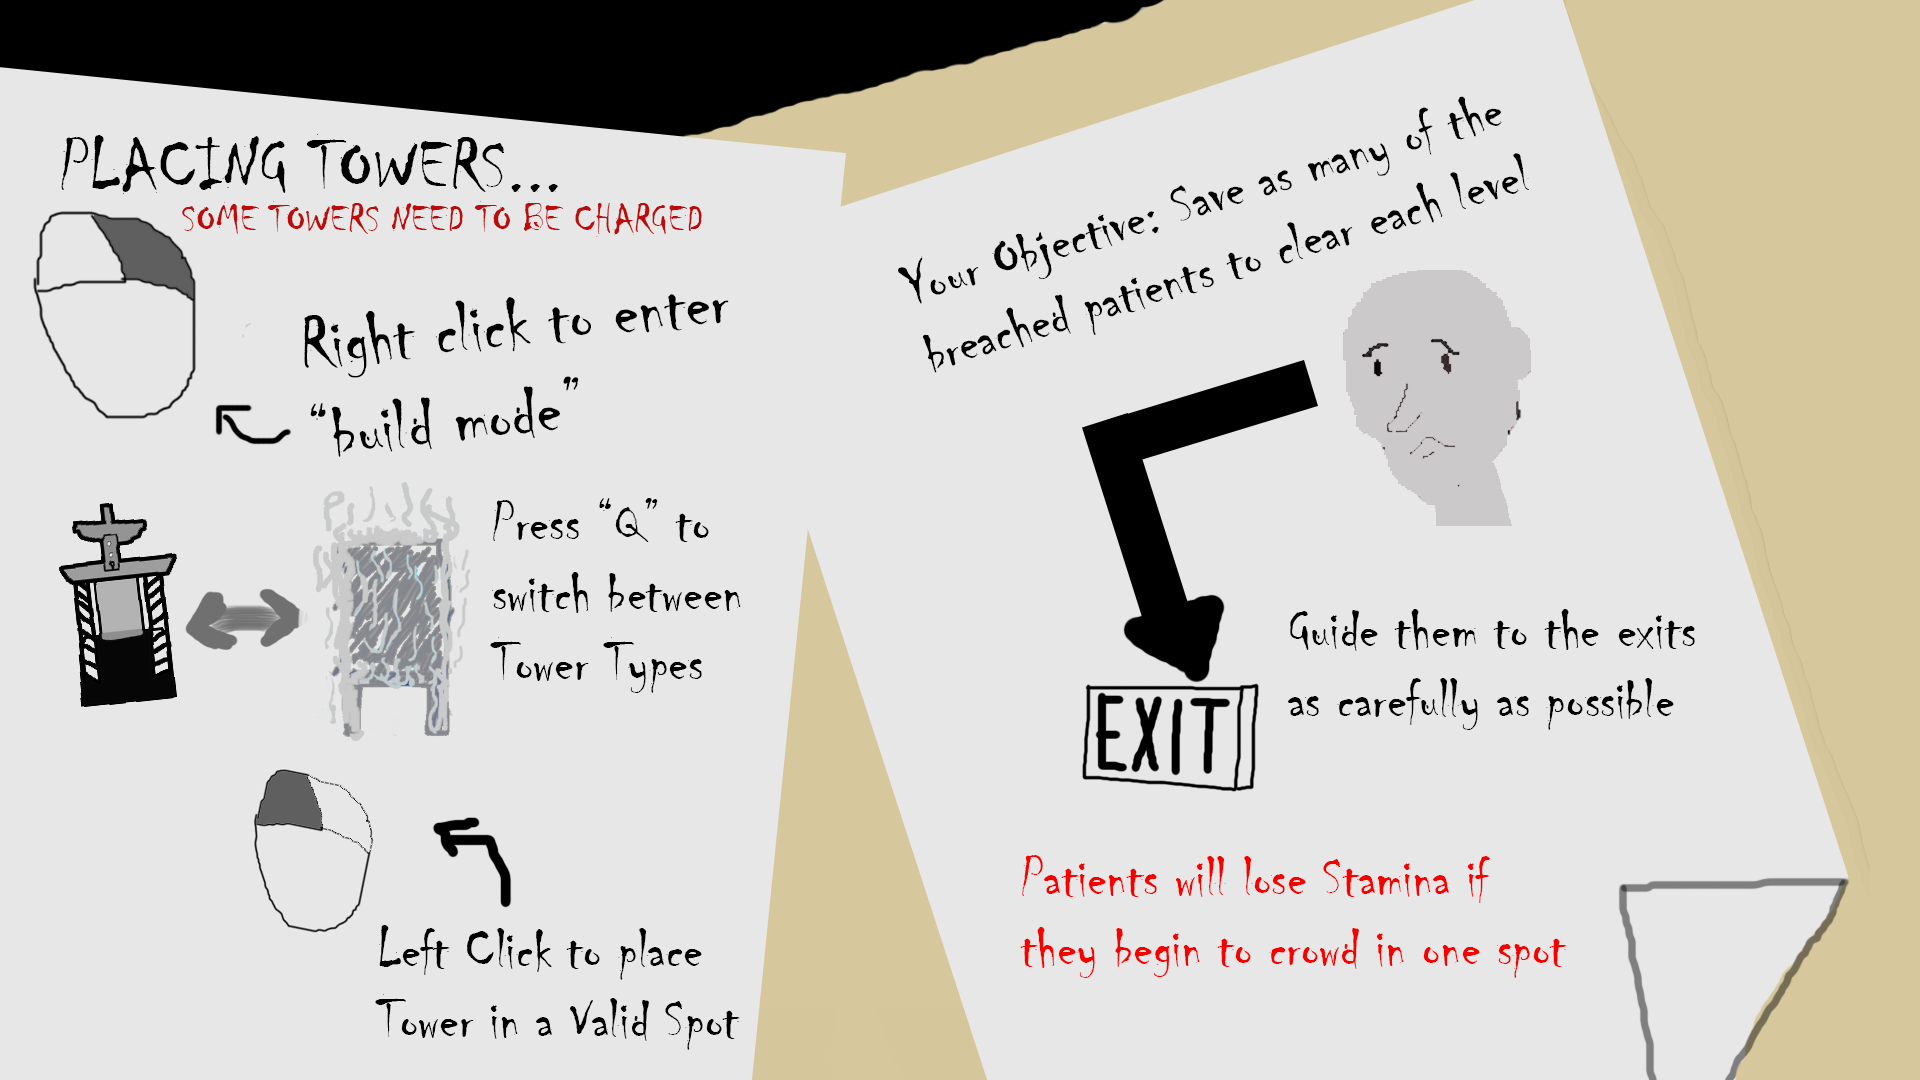 PLACING TOWERS...
SOME TOWERS NEED TO BE CHARGED
Right click to enter
“build mode”
Press “Q” to
switch between
Tower Types
Left Click to place
Tower in a Valid Spot
Your Objective: Save as many of the
breached patients to clear each level
EXIT
Guide them to the exits
as carefully as possible
Patients will lose Stamina if
they begin to crowd in one spot